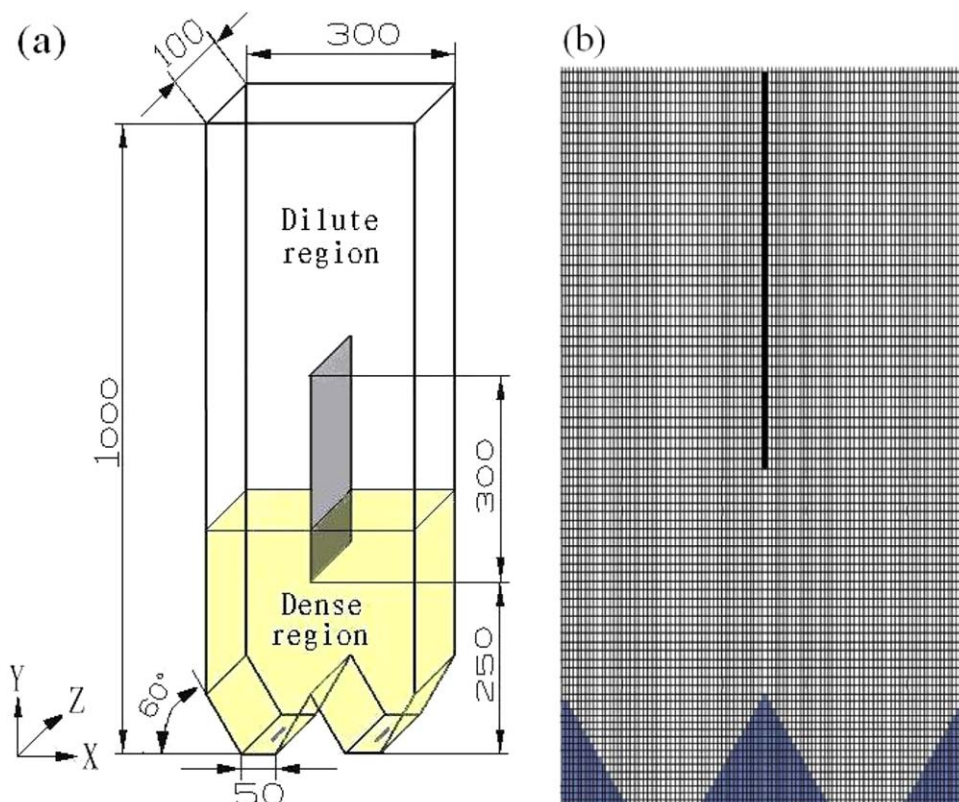 (a)
100
300
(b)
Dilute
region
1000
300
Dense
region
250
60°
Y
Z
X
50